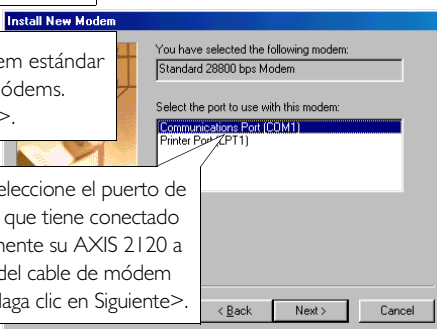 Install New Modem
em estándar
ódems.
>.
You have selected the following modem:
Standard 28800 bps Modem
Select the port to use with this modem:
Communications Port (COM1)
Printer Port (LPT1)
eleccione el puerto de
que tiene conectado
nente su AXIS 2120 a
del cable de módem
laga clic en Siguiente>.
< Back
Next >
Cancel